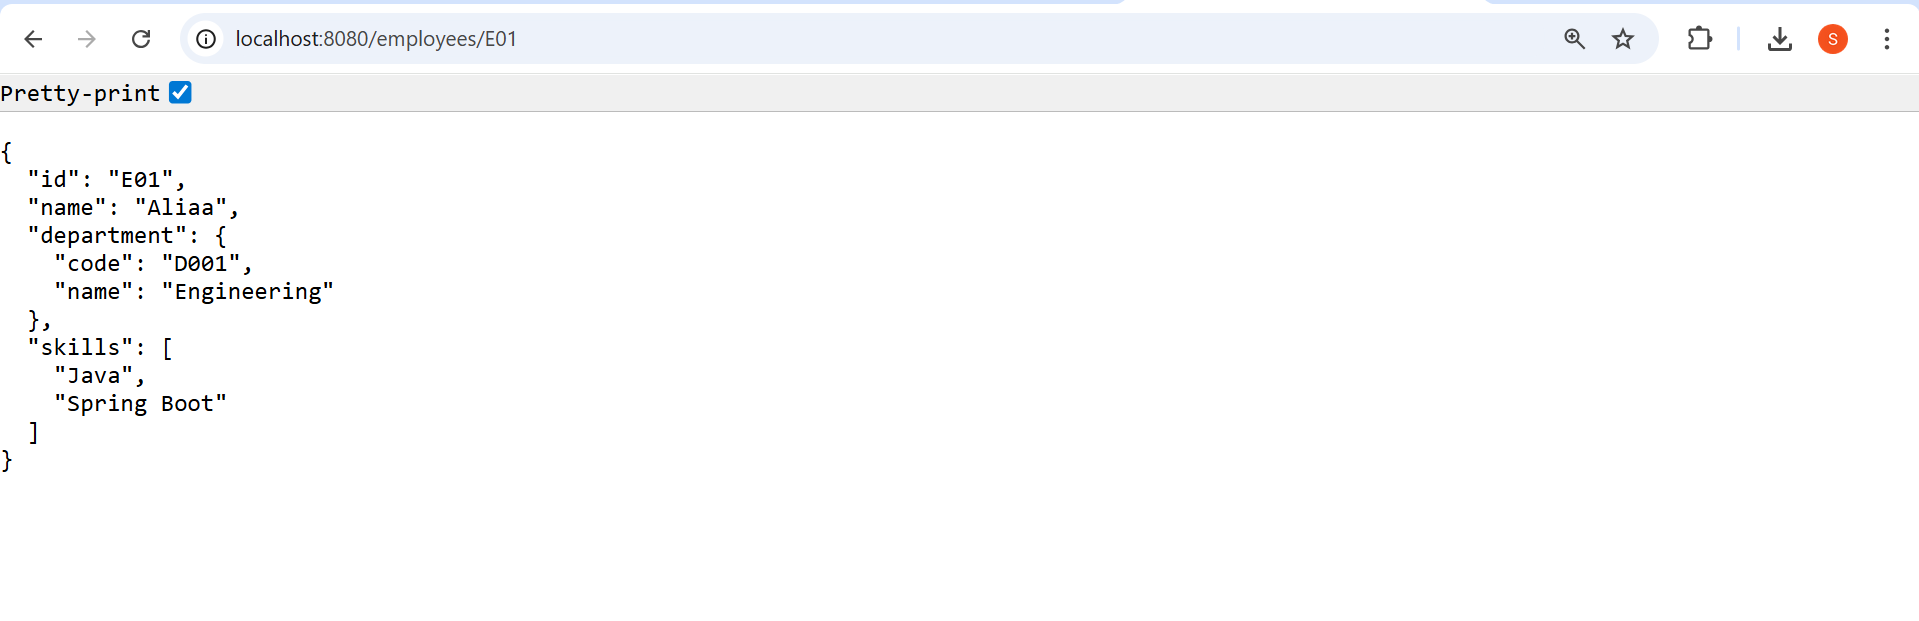 localhost:8080/employees/E01
S
Pretty-print
{
  "id": "E01",
  "name": "Aliaa",
  "department": {
    "code": "D001",
    "name": "Engineering"
  },
  "skills": [
    "Java",
    "Spring Boot"
  ]
}